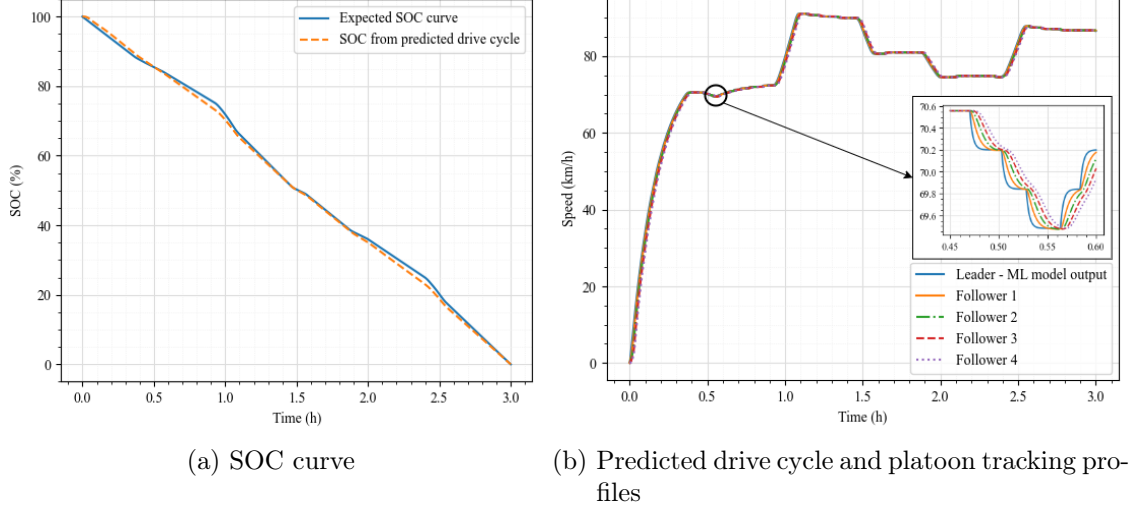 100
80
60
40
20
0
SOC (%)
0.0 0.5 1.0 1.5 2.0 2.5 3.0
Time (h)
Expected SOC curve
SOC from predicted drive cycle
(a) SOC curve
80
60
40
20
0
Speed (km/h)
0.0 0.5 1.0 1.5 2.0 2.5 3.0
Time (h)
70.6
70.4
70.2
69.8
69.6
0.45 0.50 0.55 0.60
Leader - ML model output
Follower 1
Follower 2
Follower 3
Follower 4
(b) Predicted drive cycle and platoon tracking pro-
files